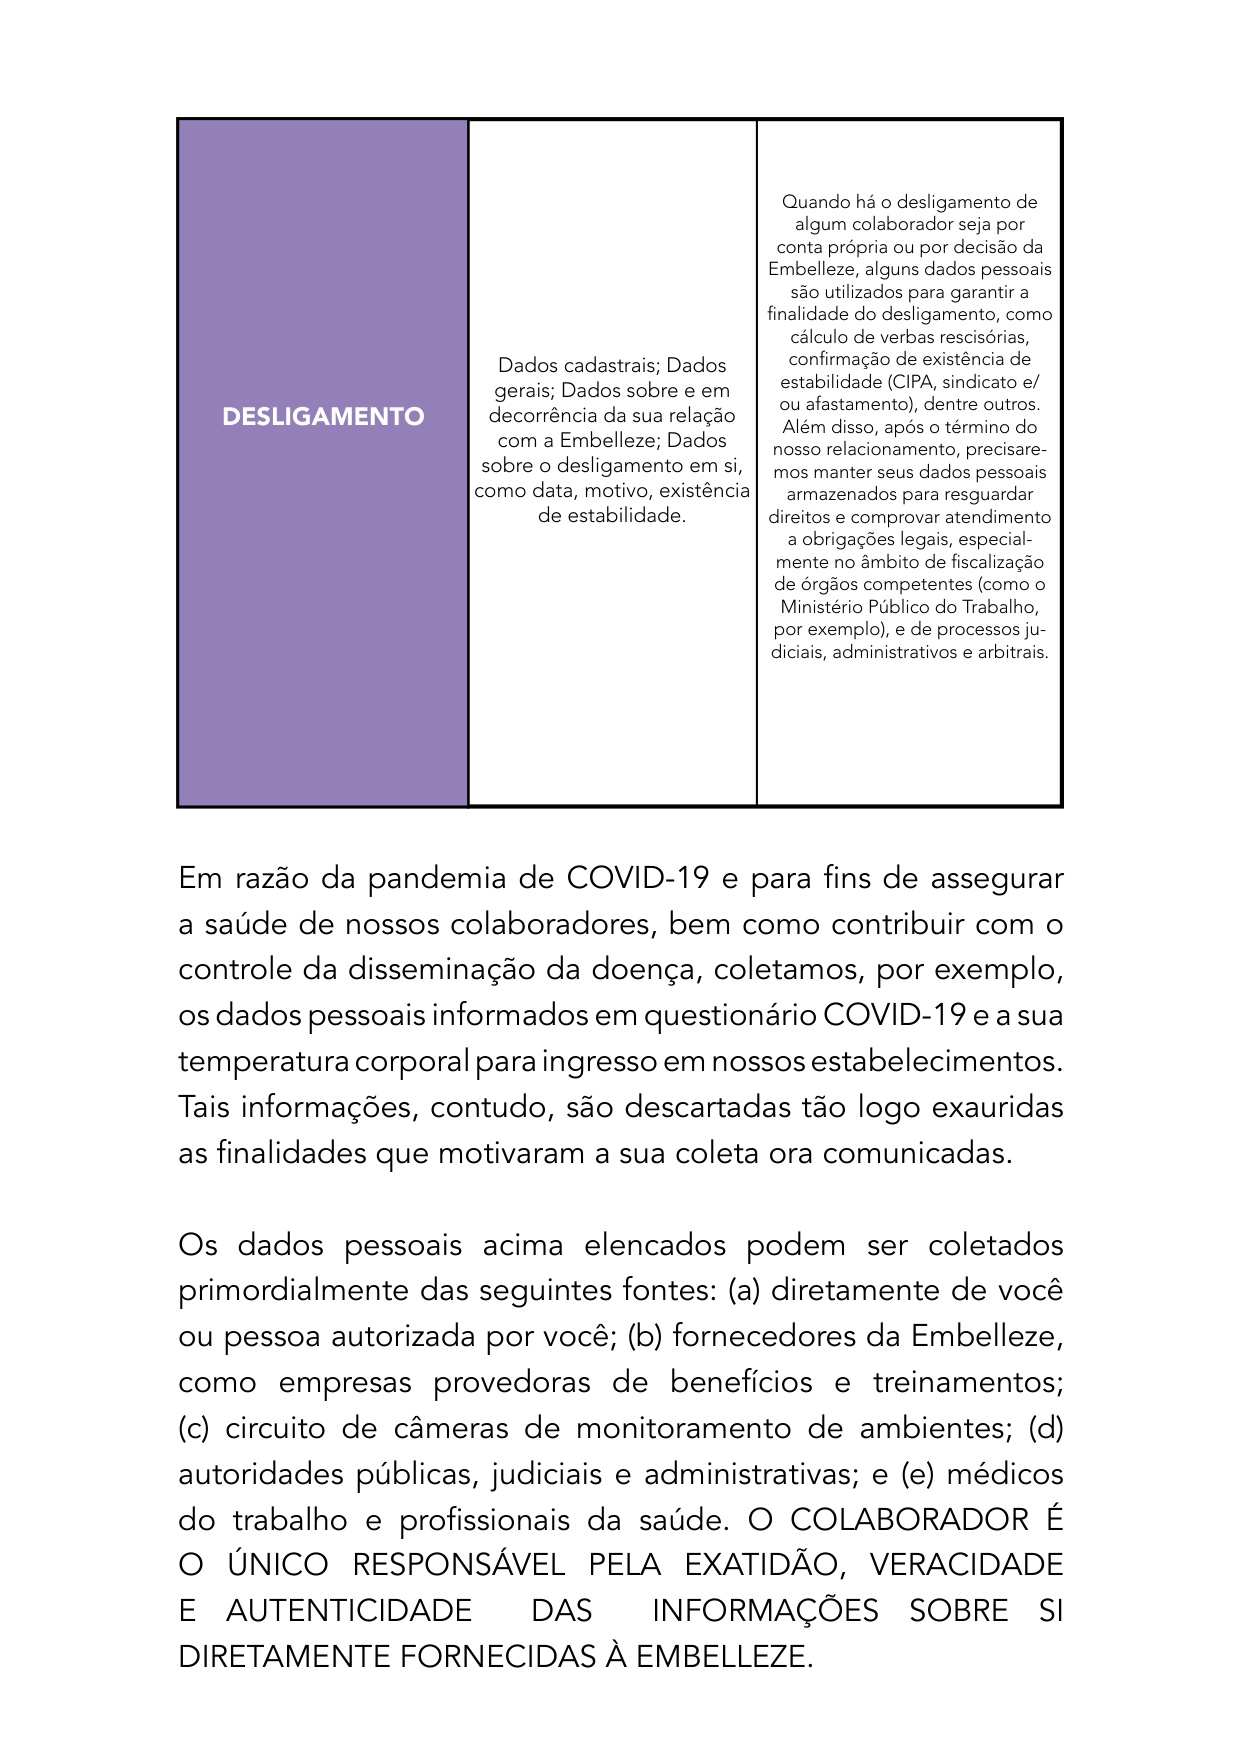 DESLIGAMENTO
Dados cadastrais; Dados
gerais; Dados sobre e em
decorrência da sua relação
com a Embelleze; Dados
sobre o desligamento em si,
como data, motivo, existência
de estabilidade.
Quando há o desligamento de
algum colaborador seja por
conta própria ou por decisão da
Embelleze, alguns dados pessoais
são utilizados para garantir a
finalidade do desligamento, como
cálculo de verbas rescisórias,
confirmação de existência de
estabilidade (CIPA, sindicato e/
ou afastamento), dentre outros.
Além disso, após o término do
nosso relacionamento, precisare-
mos manter seus dados pessoais
armazenados para resguardar
direitos e comprovar atendimento
a obrigações legais, especial-
mente no âmbito de fiscalização
de órgãos competentes (como o
Ministério Público do Trabalho,
por exemplo), e de processos ju-
diciais, administrativos e arbitrais.
Em razão da pandemia de COVID-19 e para fins de assegurar
a saúde de nossos colaboradores, bem como contribuir com o
controle da disseminação da doença, coletamos, por exemplo,
os dados pessoais informados em questionário COVID-19 e a sua
temperatura corporal para ingresso em nossos estabelecimentos.
Tais informações, contudo, são descartadas tão logo exauridas
as finalidades que motivaram a sua coleta ora comunicadas.
Os dados pessoais acima elencados podem ser coletados
primordialmente das seguintes fontes: (a) diretamente de você
ou pessoa autorizada por você; (b) fornecedores da Embelleze,
como empresas provedoras de benefícios e treinamentos;
(c) circuito de câmeras de monitoramento de ambientes; (d)
autoridades públicas, judiciais e administrativas; e (e) médicos
do trabalho e profissionais da saúde. O COLABORADOR É
O ÚNICO RESPONSÁVEL PELA EXATIDÃO, VERACIDADE
E AUTENTICIDADE DAS INFORMAÇÕES SOBRE SI
DIRETAMENTE FORNECIDAS À EMBELLEZE.